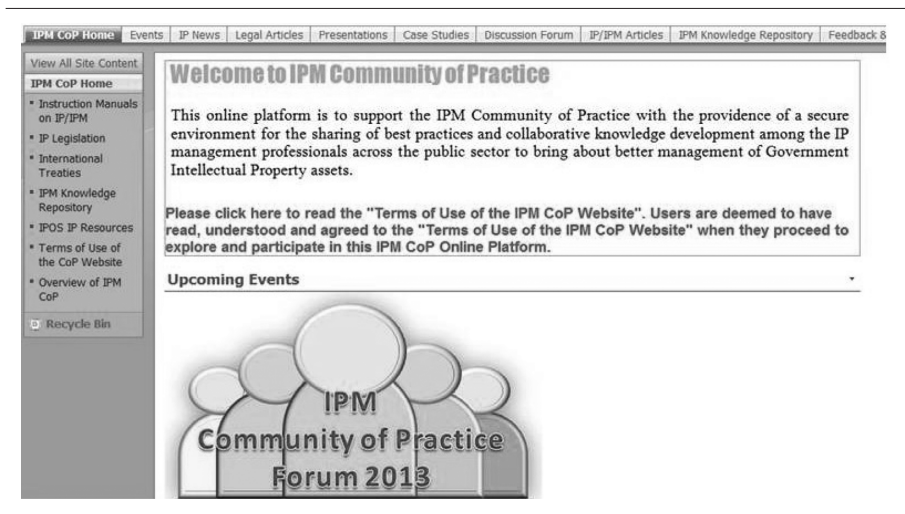 IPM CoP Home Events IP News Legal Articles Presentations Case Studies Discussion Forum IP/IPM Articles IPM Knowledge Repository Feedback &
View All Site Content
IPM CoP Home
Instruction Manuals
on IP/IPM
IP Legislation
International
Treaties
IPM Knowledge
Repository
IPOS IP Resources
Terms of Use of
the CoP Website
Overview of IPM
CoP
Recycle Bin
Welcome to IPM Community of Practice
This online platform is to support the IPM Community of Practice with the providence of a secure
environment for the sharing of best practices and collaborative knowledge development among the IP
management professionals across the public sector to bring about better management of Government
Intellectual Property assets.
Please click here to read the "Terms of Use of the IPM CoP Website". Users are deemed to have
read, understood and agreed to the "Terms of Use of the IPM CoP Website" when they proceed to
explore and participate in this IPM CoP Online Platform.
Upcoming Events
IPM
Community of Practice
Forum 2013